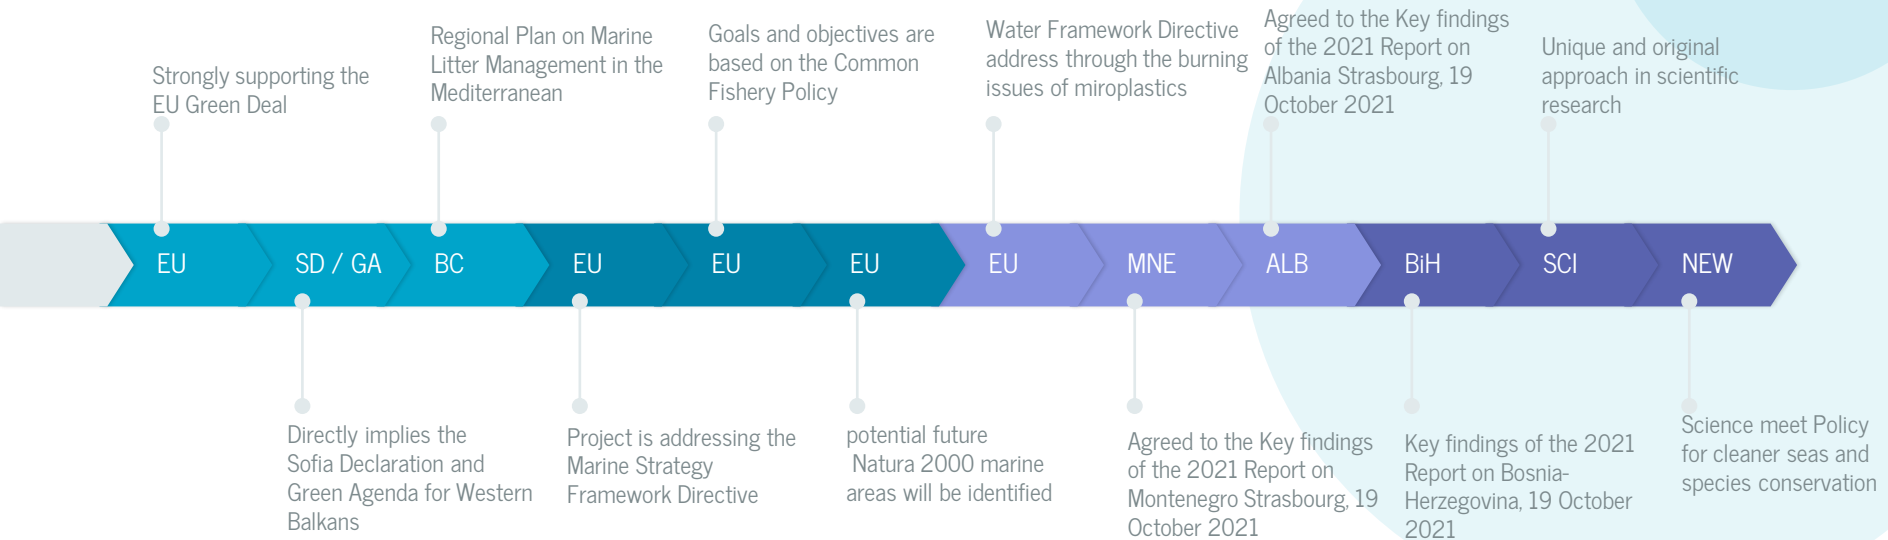 Strongly supporting the
EU Green Deal
Regional Plan on Marine
Litter Management in the
Mediterranean
Goals and objectives are
based on the Common
Fishery Policy
Water Framework Directive
address through the burning
issues of miroplastics
Agreed to the Key findings
of the 2021 Report on
Albania Strasbourg, 19
October 2021
Unique and original
approach in scientific
research
EU
SD / GA
BC
EU
EU
EU
EU
MNE
ALB
BiH
SCI
NEW
Directly implies the
Sofia Declaration and
Green Agenda for Western
Balkans
Project is addressing the
Marine Strategy
Framework Directive
potential future
Natura 2000 marine
areas will be identified
Agreed to the Key findings
of the 2021 Report on
Montenegro Strasbourg, 19
October 2021
Key findings of the 2021
Report on Bosnia-
Herzegovina, 19 October
2021
Science meet Policy
for cleaner seas and
species conservation